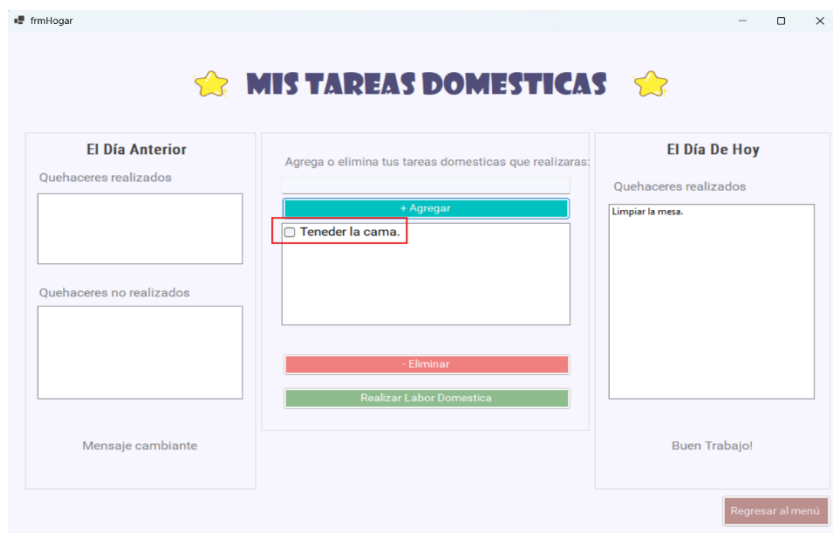 frmHogar
MIS TAREAS DOMESTICAS
El Día Anterior
Quehaceres realizados
Quehaceres no realizados
Mensaje cambiante
Agrega o elimina tus tareas domesticas que realizaras:
+ Agregar
Teneder la cama.
- Eliminar
Realizar Labor Domestica
El Día De Hoy
Quehaceres realizados
Limpiar la mesa.
Buen Trabajo!
Regresar al menú